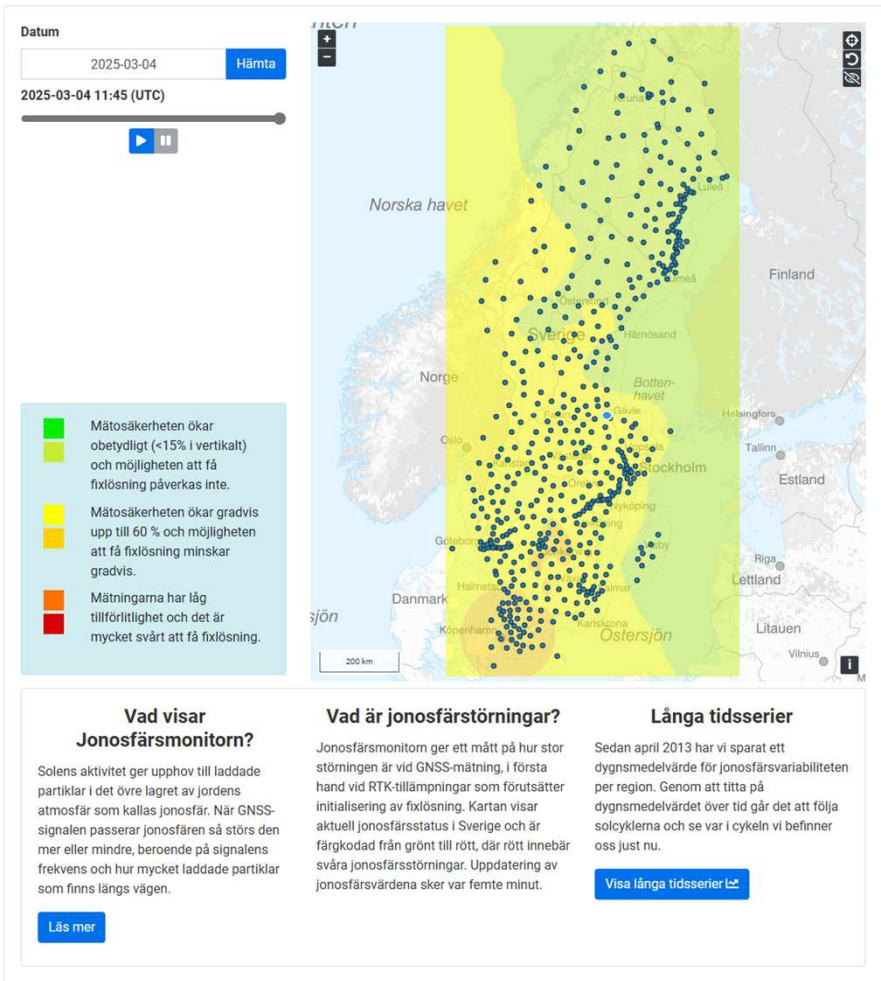 Datum
2025-03-04
Hämta
2025-03-04 11:45 (UTC)
+
−
Kiruna
Luleå
Norska havet
Finland
Umeå
Östersund
Sverige
Härnösand
Norge
Botten-
havet
Falun
Gävle
Helsingfors
Oslo
Uppsala
Tallinn
Karlstad
Västerås
Stockholm
Örebro
Estland
Nyköping
Göteborg
Visby
Riga
Lettland
Halmstad
Växjö
Kalmar
Danmark
Köpenhamn
Karlskrona
Östersjön
Litauen
Vilnius
200 km
i
Mätosäkerheten ökar
obetydligt (<15% i vertikalt)
och möjligheten att få
fixlösning påverkas inte.
Mätosäkerheten ökar gradvis
upp till 60 % och möjligheten
att få fixlösning minskar
gradvis.
Mätningarna har låg
tillförlitlighet och det är
mycket svårt att få fixlösning.
Vad visar
Jonosfärsmonitorn?
Solens aktivitet ger upphov till laddade
partiklar i det övre lagret av jordens
atmosfär som kallas jonosfär. När GNSS-
signalen passerar jonosfären så störs den
mer eller mindre, beroende på signalens
frekvens och hur mycket laddade partiklar
som finns längs vägen.
Läs mer
Vad är jonosfärstörningar?
Jonosfärsmonitorn ger ett mått på hur stor
störningen är vid GNSS-mätning, i första
hand vid RTK-tillämpningar som förutsätter
initialisering av fixlösning. Kartan visar
aktuell jonosfärsstatus i Sverige och är
färgkodad från grönt till rött, där rött innebär
svåra jonosfärsstörningar. Uppdatering av
jonosfärsvärdena sker var femte minut.
Långa tidsserier
Sedan april 2013 har vi sparat ett
dygnsmedelvärde för jonosfärsvariabiliteten
per region. Genom att titta på
dygnsmedelvärdet över tid går det att följa
solcyklerna och se var i cykeln vi befinner
oss just nu.
Visa långa tidsserier